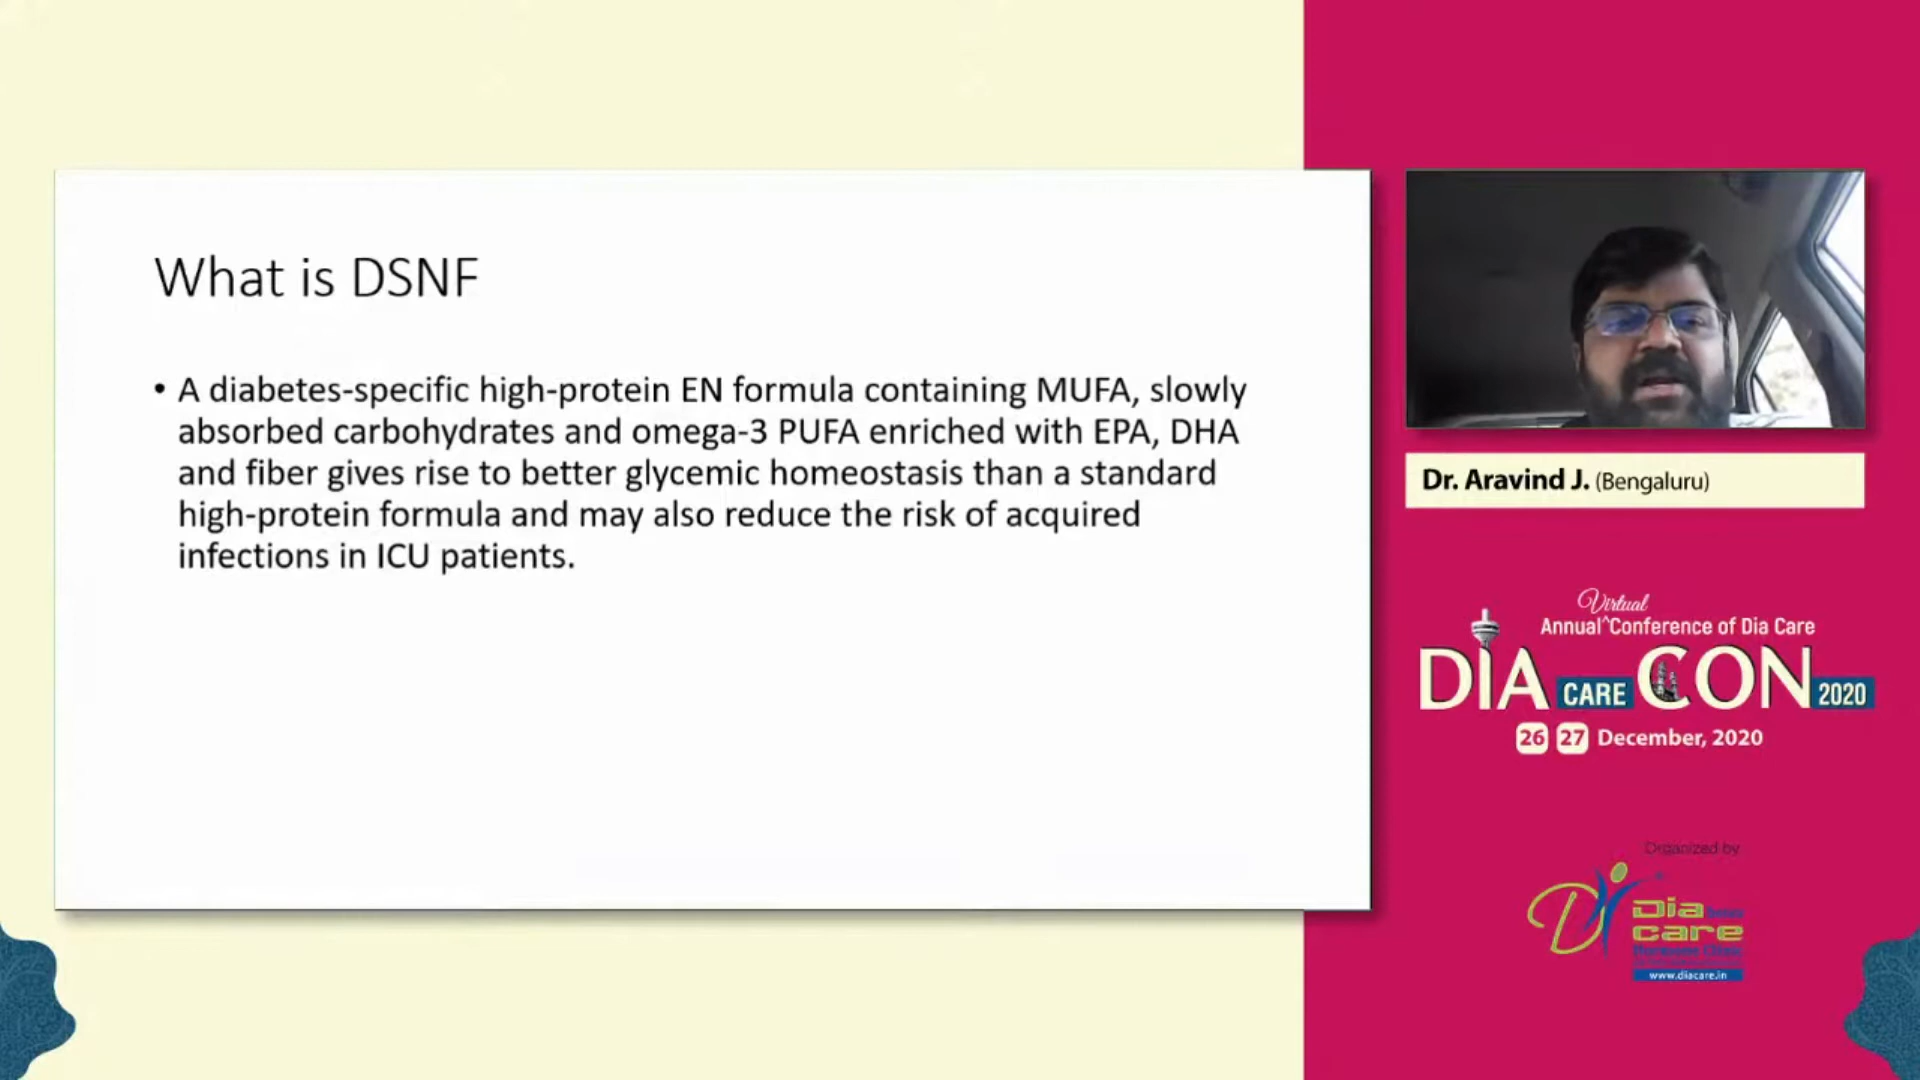 What is DSNF
• A diabetes-specific high-protein EN formula containing MUFA, slowly
absorbed carbohydrates and omega-3 PUFA enriched with EPA, DHA
and fiber gives rise to better glycemic homeostasis than a standard
high-protein formula and may also reduce the risk of acquired
infections in ICU patients.
Dr. Aravind J. (Bengaluru)
Virtual
Annual^Conference of Dia Care
DIA CARE CON 2020
26 27 December, 2020
Organized by
Dia
care
Hormone Clinic
www.diacare.in